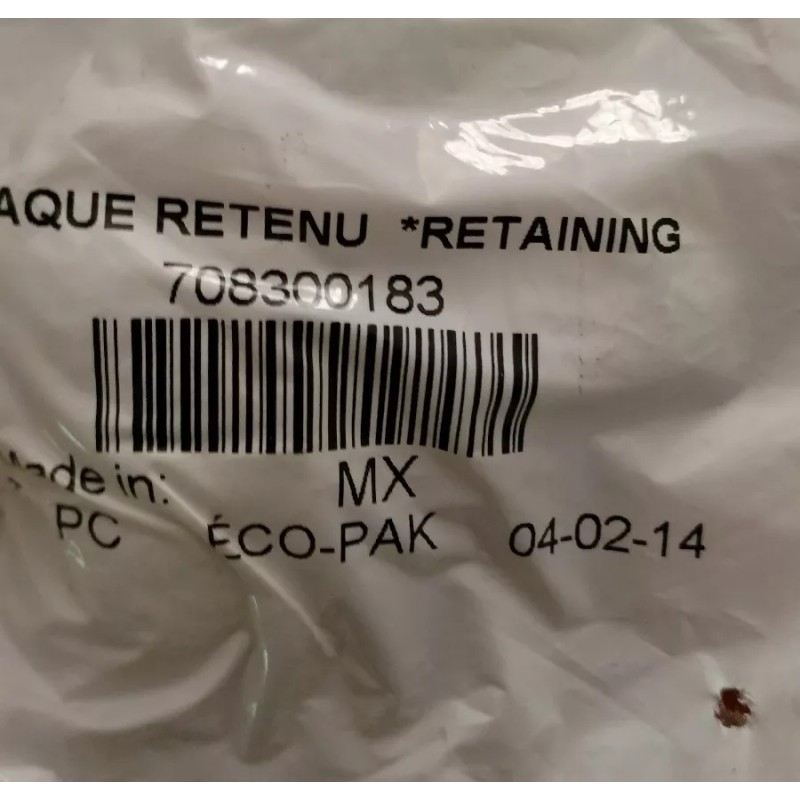 AQUE RETENU *RETAINING
708300183
Made in: MX
PC ÉCO-PAK 04-02-14